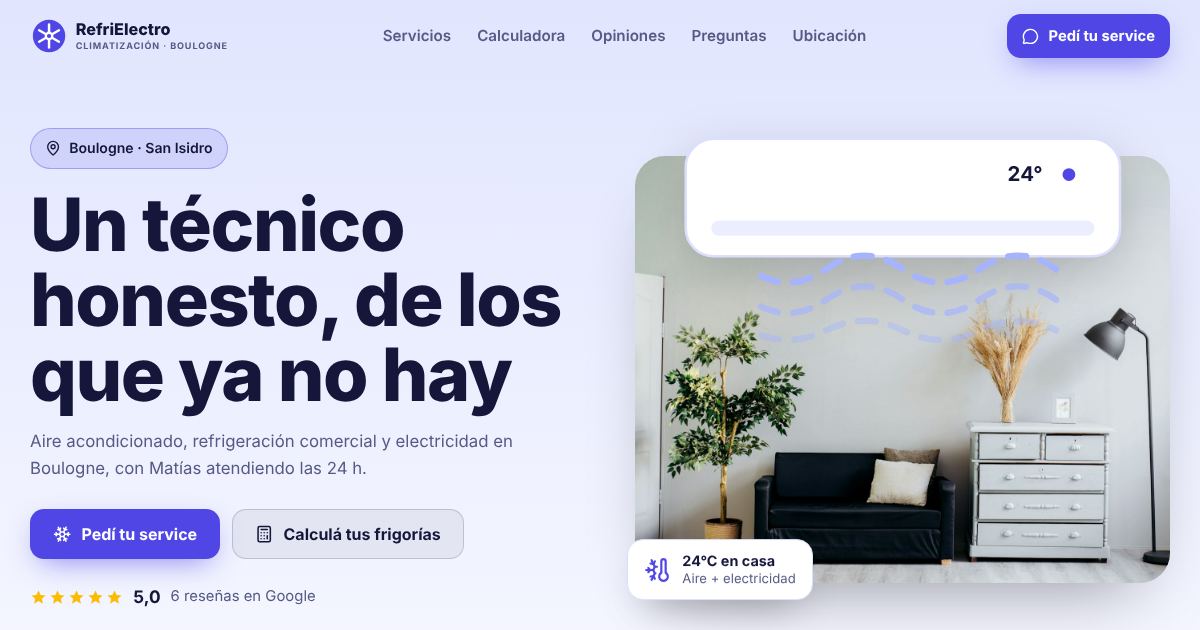 RefriElectro
CLIMATIZACIÓN · BOULOGNE
Servicios
Calculadora
Opiniones
Preguntas
Ubicación
Pedí tu service
Boulogne · San Isidro
Un técnico
honesto, de los
que ya no hay
Aire acondicionado, refrigeración comercial y electricidad en
Boulogne, con Matías atendiendo las 24 h.
Pedí tu service
Calculá tus frigorías
5,0 6 reseñas en Google
24°
24°C en casa
Aire + electricidad